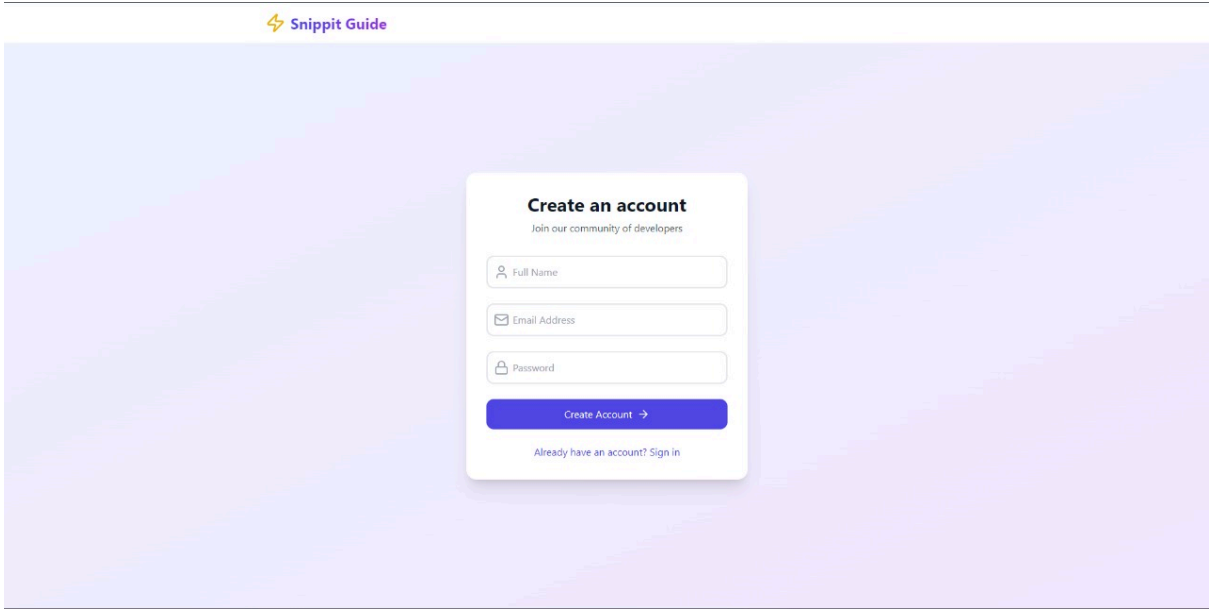 Snippit Guide
Create an account
Join our community of developers
Full Name
Email Address
Password
Create Account →
Already have an account? Sign in